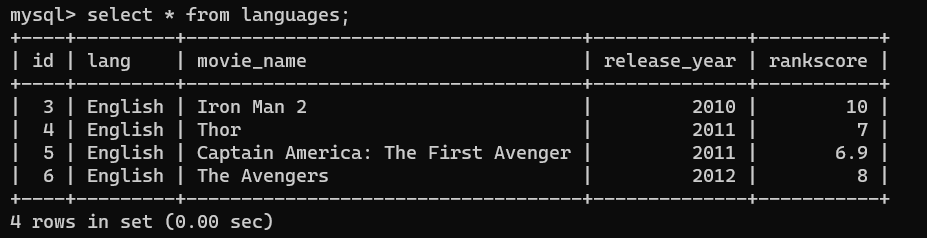 mysql> select * from languages;
+----+---------+----------------------------------+--------------+-----------+
| id | lang    | movie_name                       | release_year | rankscore |
+----+---------+----------------------------------+--------------+-----------+
|  3 | English | Iron Man 2                       |         2010 |        10 |
|  4 | English | Thor                             |         2011 |         7 |
|  5 | English | Captain America: The First Avenger |         2011 |       6.9 |
|  6 | English | The Avengers                     |         2012 |         8 |
+----+---------+----------------------------------+--------------+-----------+
4 rows in set (0.00 sec)